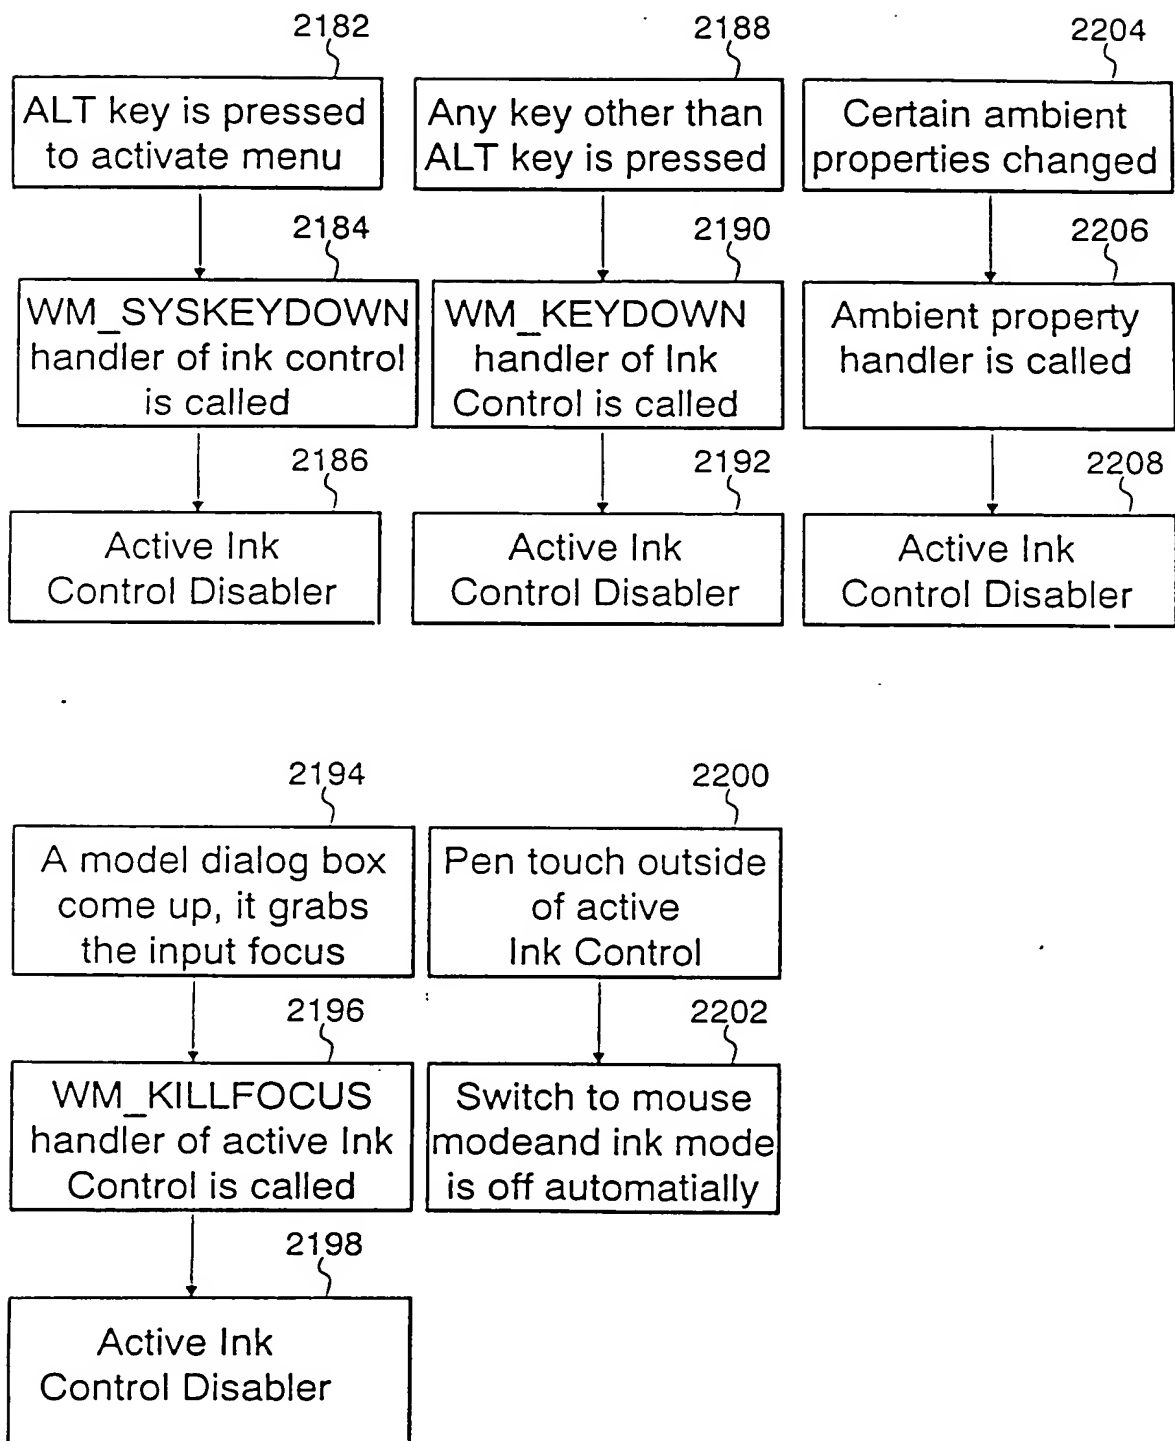 2182
ALT key is pressed
to activate menu
2184
WM_SYSKEYDOWN
handler of ink control
is called
2186
Active Ink
Control Disabler
2188
Any key other than
ALT key is pressed
2190
WM_KEYDOWN
handler of Ink
Control is called
2192
Active Ink
Control Disabler
2204
Certain ambient
properties changed
2206
Ambient property
handler is called
2208
Active Ink
Control Disabler
2194
A model dialog box
come up, it grabs
the input focus
2196
WM_KILLFOCUS
handler of active Ink
Control is called
2198
Active Ink
Control Disabler
2200
Pen touch outside
of active
Ink Control
2202
Switch to mouse
modeand ink mode
is off automatially